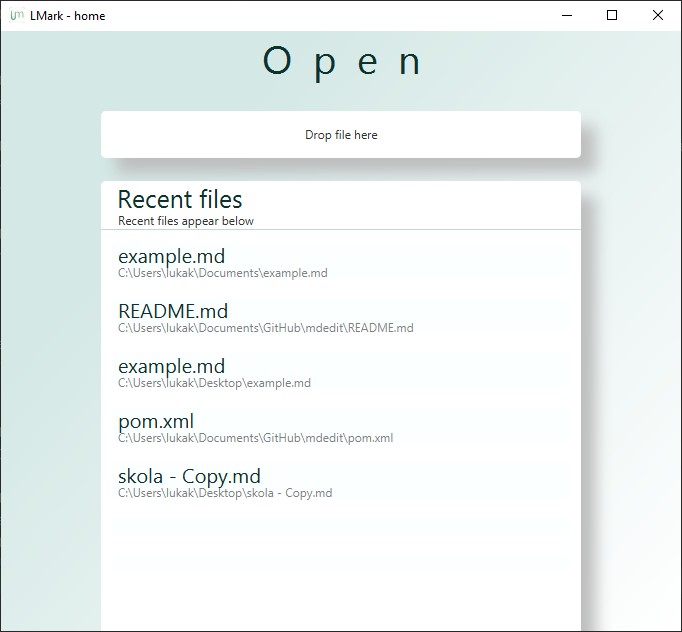 LMark - home
O p e n
Drop file here
Recent files
Recent files appear below
example.md
C:\Users\lukak\Documents\example.md
README.md
C:\Users\lukak\Documents\GitHub\mdedit\README.md
example.md
C:\Users\lukak\Desktop\example.md
pom.xml
C:\Users\lukak\Documents\GitHub\mdedit\pom.xml
skola - Copy.md
C:\Users\lukak\Desktop\skola - Copy.md